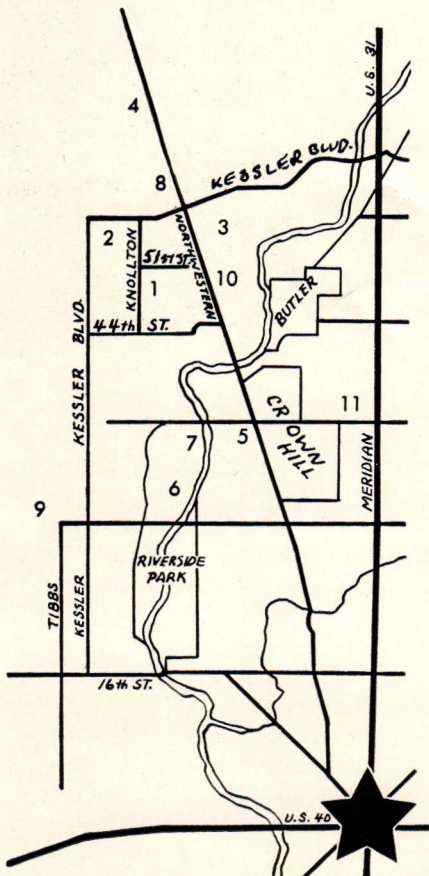 U.S. 31
4
8
KESSLER BLVD.
2
KNOLLTON
51ST ST.
NORTHWESTERN
3
1
10
BUTLER
44th ST.
KESSLER BLVD.
CROWN HILL
11
MERIDIAN
7
5
6
9
RIVERSIDE
PARK
TIBBS
KESSLER
16th ST.
U.S. 40